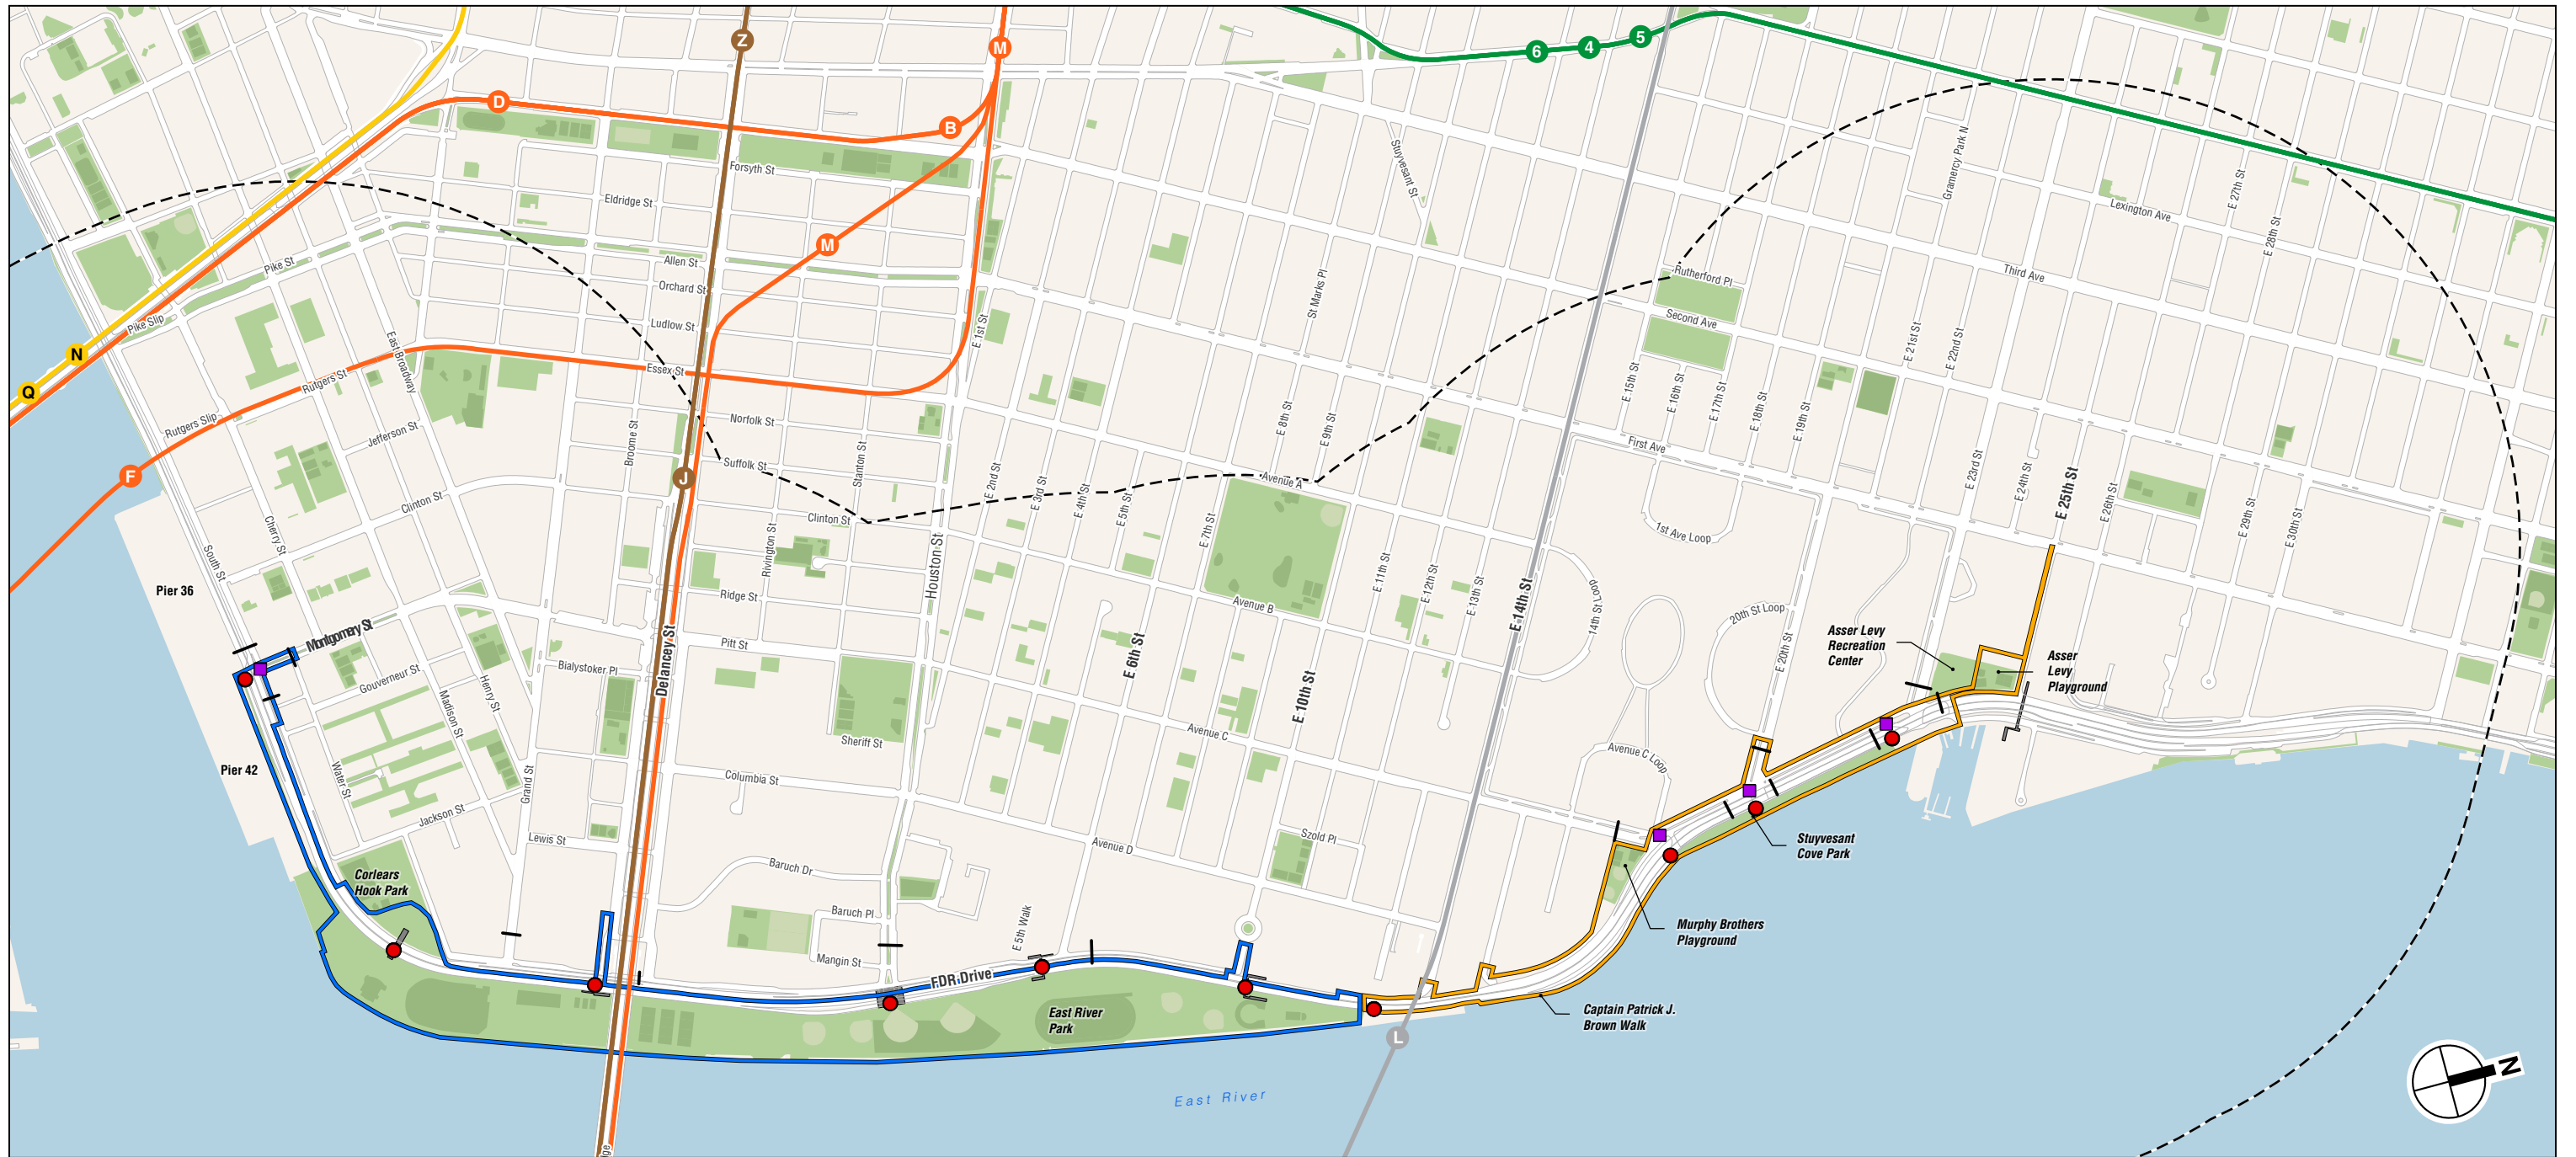 Z
M
6
4
5
D
B
Forsyth St
Stuyvesant St
Gramercy Park N
E 27th St
Lexington Ave
E 28th St
Eldridge St
M
Pike St
Allen St
Orchard St
Rutherford Pl
Third Ave
St Marks Pl
Pike Slip
Ludlow St
E 1st St
Second Ave
E 21st St
E 22nd St
N
East Broadway
Essex St
Q
Rutgers St
E 15th St
E 16th St
E 17th St
E 18th St
E 19th St
Rutgers Slip
Jefferson St
Broome St
Norfolk St
E 8th St
E 9th St
First Ave
F
J
Suffolk St
Stanton St
E 2nd St
E 3rd St
E 4th St
E 5th St
Avenue A
E 23rd St
E 24th St
E 25th St
E 26th St
E 29th St
E 30th St
Clinton St
Clinton St
Cherry St
South St
Rivington St
Houston St
E 7th St
1st Ave Loop
Pier 36
Ridge St
Avenue B
E 11th St
E 12th St
E 13th St
E 14th St
14th St Loop
20th St Loop
E 20th St
Montgomery St
Pitt St
Delancey St
E 6th St
E 10th St
Asser Levy
Recreation
Center
Asser
Levy
Playground
Gouverneur St
Madison St
Henry St
Bialystoker Pl
Sheriff St
Avenue C
Avenue C Loop
Pier 42
Water St
Grand St
Columbia St
Jackson St
Lewis St
Avenue D
Szold Pl
Stuyvesant
Cove Park
Corlears
Hook Park
Baruch Dr
Baruch Pl
E 5th Walk
Murphy Brothers
Playground
Mangin St
FDR Drive
East River
Park
Captain Patrick J.
Brown Walk
L
East River
N